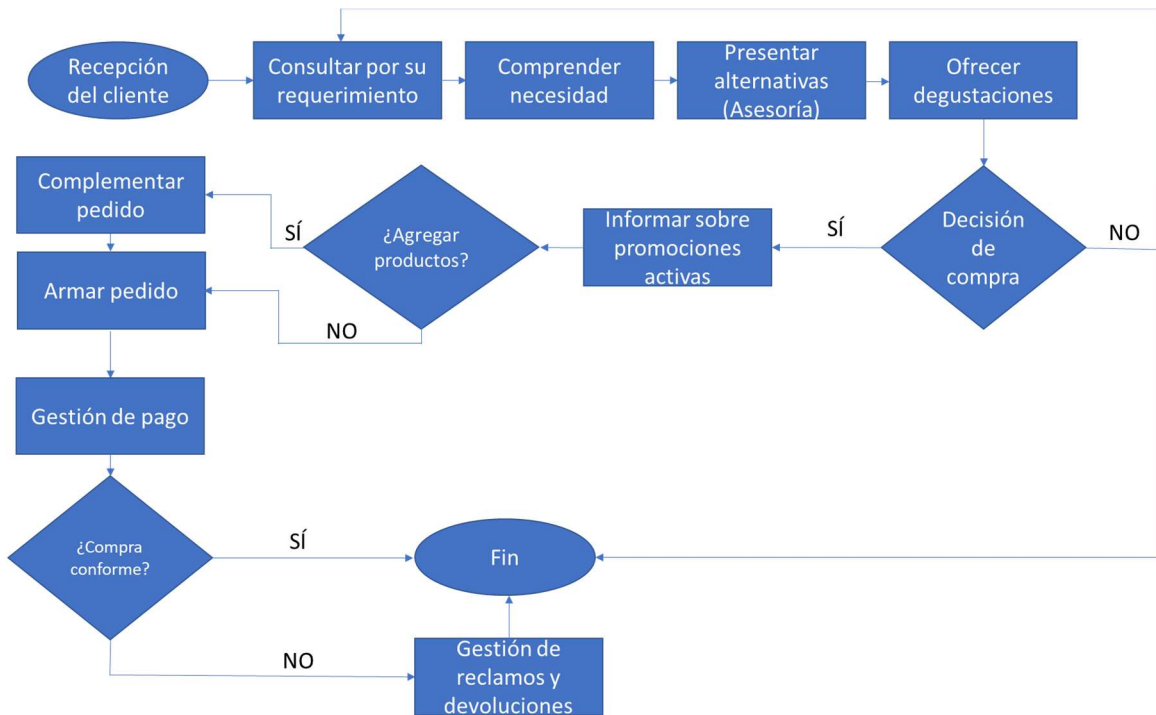 Recepción
del cliente
Consultar por su
requerimiento
Comprender
necesidad
Presentar
alternativas
(Asesoría)
Ofrecer
degustaciones
Complementar
pedido
SÍ
¿Agregar
productos?
Informar sobre
promociones
activas
SÍ
Decisión
de
compra
NO
Armar pedido
NO
Gestión de pago
¿Compra
conforme?
SÍ
Fin
NO
Gestión de
reclamos y
devoluciones